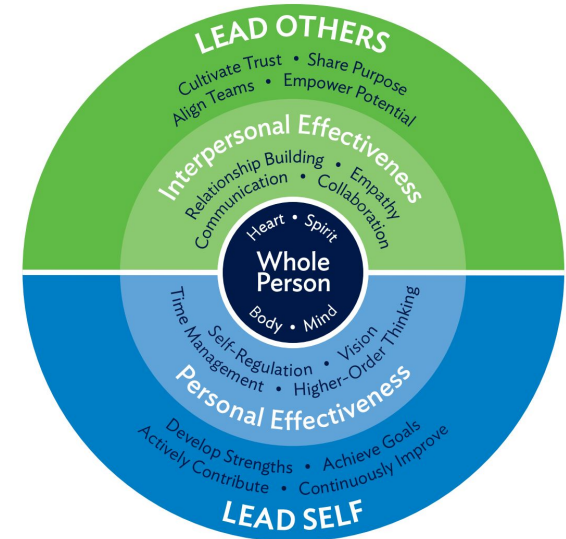 LEAD OTHERS
Cultivate Trust • Share Purpose
Align Teams • Empower Potential
Interpersonal Effectiveness
Relationship Building • Empathy
Communication • Collaboration
Heart • Spirit
Whole
Person
Body • Mind
Self-Regulation • Vision
Time Management • Higher-Order Thinking
Personal Effectiveness
Develop Strengths • Achieve Goals
Actively Contribute • Continuously Improve
LEAD SELF